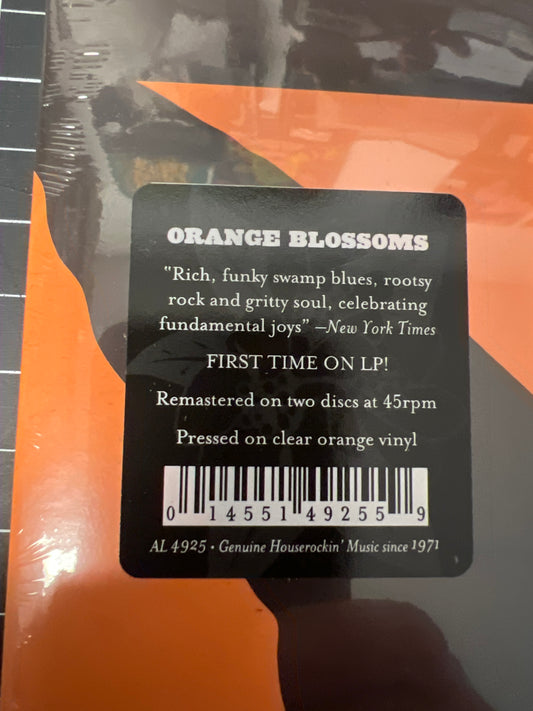 ORANGE BLOSSOMS
"Rich, funky swamp blues, rootsy
rock and gritty soul, celebrating
fundamental joys" —New York Times
FIRST TIME ON LP!
Remastered on two discs at 45rpm
Pressed on clear orange vinyl
0 14551 49255 9
AL 4925 • Genuine Houserockin' Music since 1971